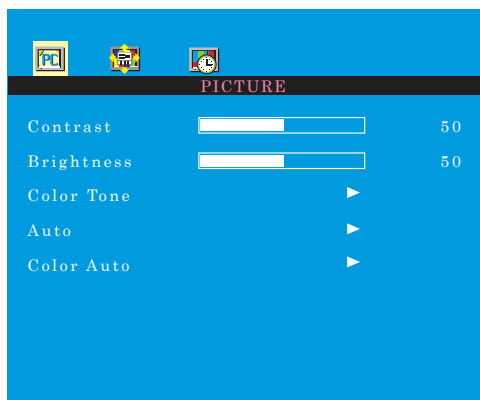 PC
PICTURE
Contrast 50
Brightness 50
Color Tone
Auto
Color Auto